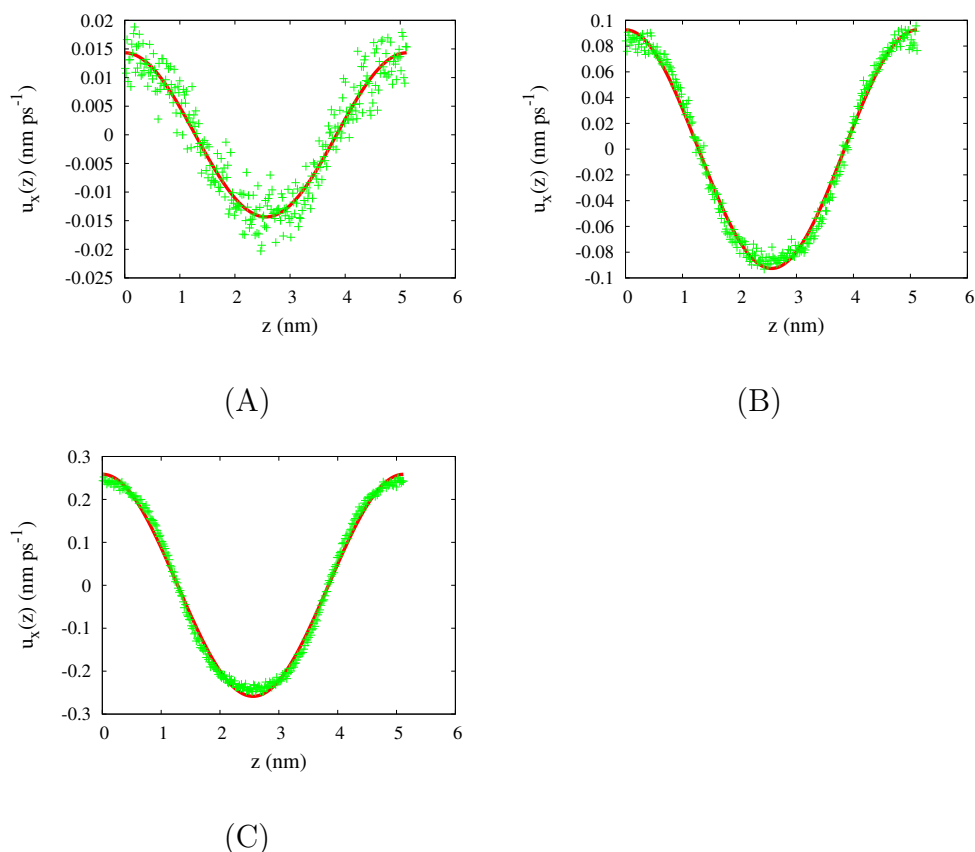 0.02
0.015
0.01
0.005
0
-0.005
-0.01
-0.015
-0.02
-0.025
0 1 2 3 4 5 6
u_x(z) (nm ps^-1)
z (nm)
(A)
0.1
0.08
0.06
0.04
0.02
0
-0.02
-0.04
-0.06
-0.08
-0.1
0 1 2 3 4 5 6
u_x(z) (nm ps^-1)
z (nm)
(B)
0.3
0.2
0.1
0
-0.1
-0.2
-0.3
0 1 2 3 4 5 6
u_x(z) (nm ps^-1)
z (nm)
(C)